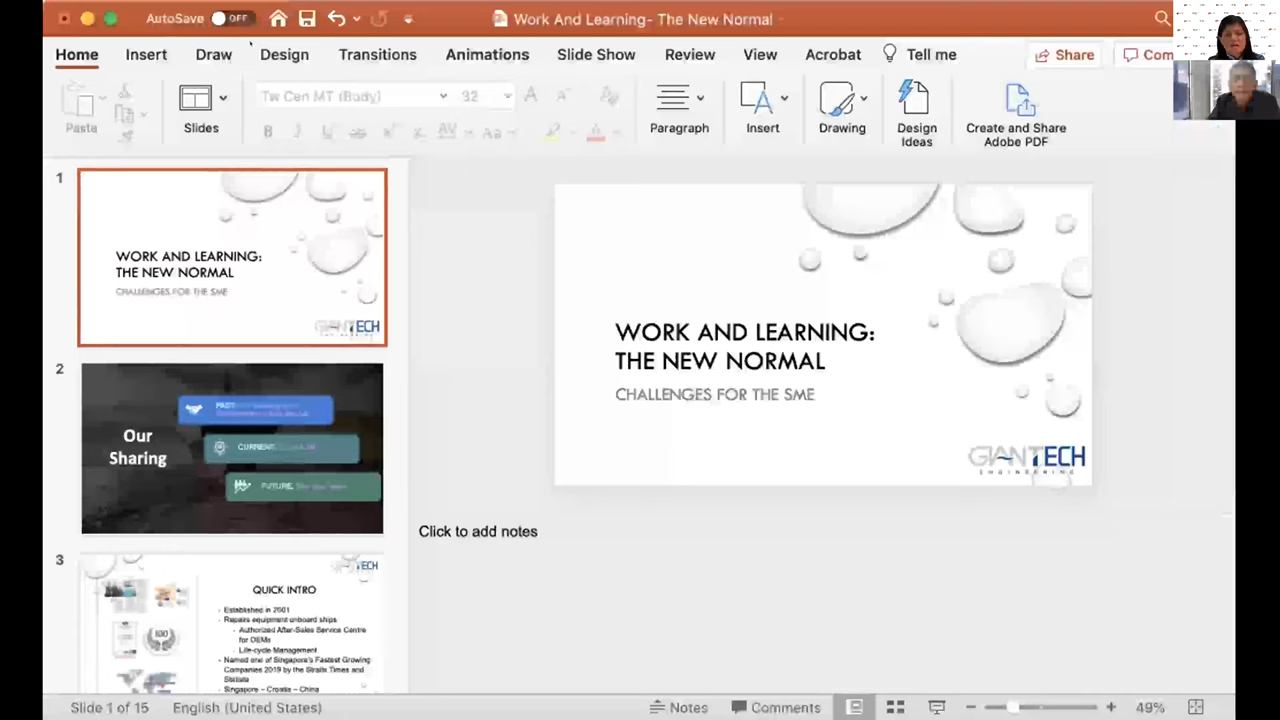 AutoSave OFF
Work And Learning- The New Normal
Home Insert Draw Design Transitions Animations Slide Show Review View Acrobat Tell me
Share Com
Tw Cen MT (Body) 32
Paste
Slides
Paragraph
Insert
Drawing
Design
Ideas
Create and Share
Adobe PDF
1
WORK AND LEARNING:
THE NEW NORMAL
CHALLENGES FOR THE SME
GIANTECH
2
Our
Sharing
PAST
CURRENT
FUTURE
3
TECH
QUICK INTRO
Established in 2001
Repairs equipment onboard ships
Authorized After-Sales Service Centre
for OEMs
Life-cycle Management
Named one of Singapore's Fastest Growing
Companies 2019 by the Straits Times and
Statista
Singapore – Croatia – China
WORK AND LEARNING:
THE NEW NORMAL
CHALLENGES FOR THE SME
GIANTECH
ENGINEERING
Click to add notes
Slide 1 of 15 English (United States) Notes Comments 49%